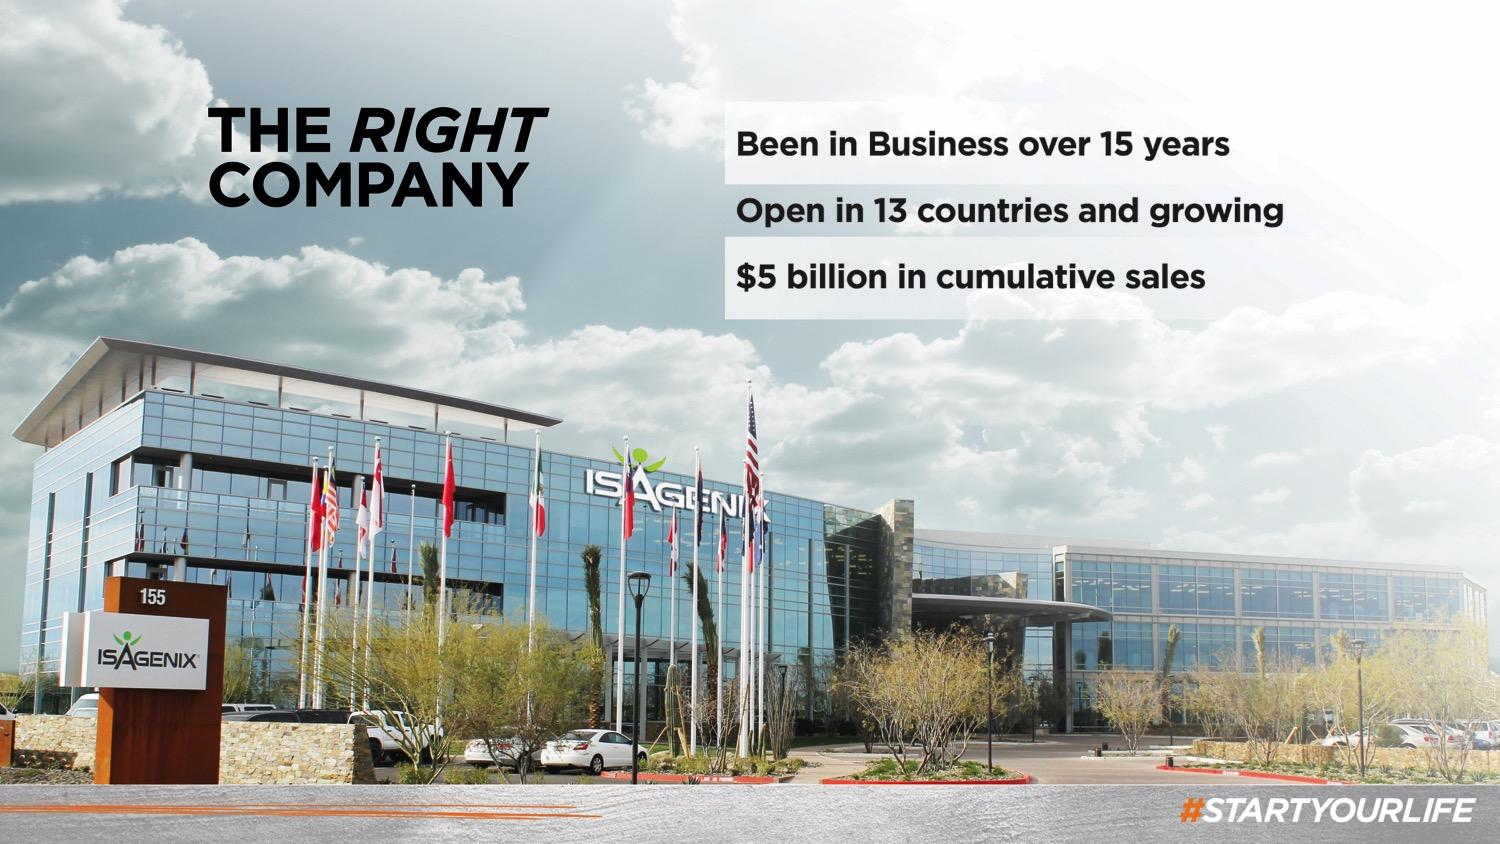 THE RIGHT
COMPANY
Been in Business over 15 years
Open in 13 countries and growing
$5 billion in cumulative sales
ISAGENIX
155
ISAGENIX
#STARTYOURLIFE